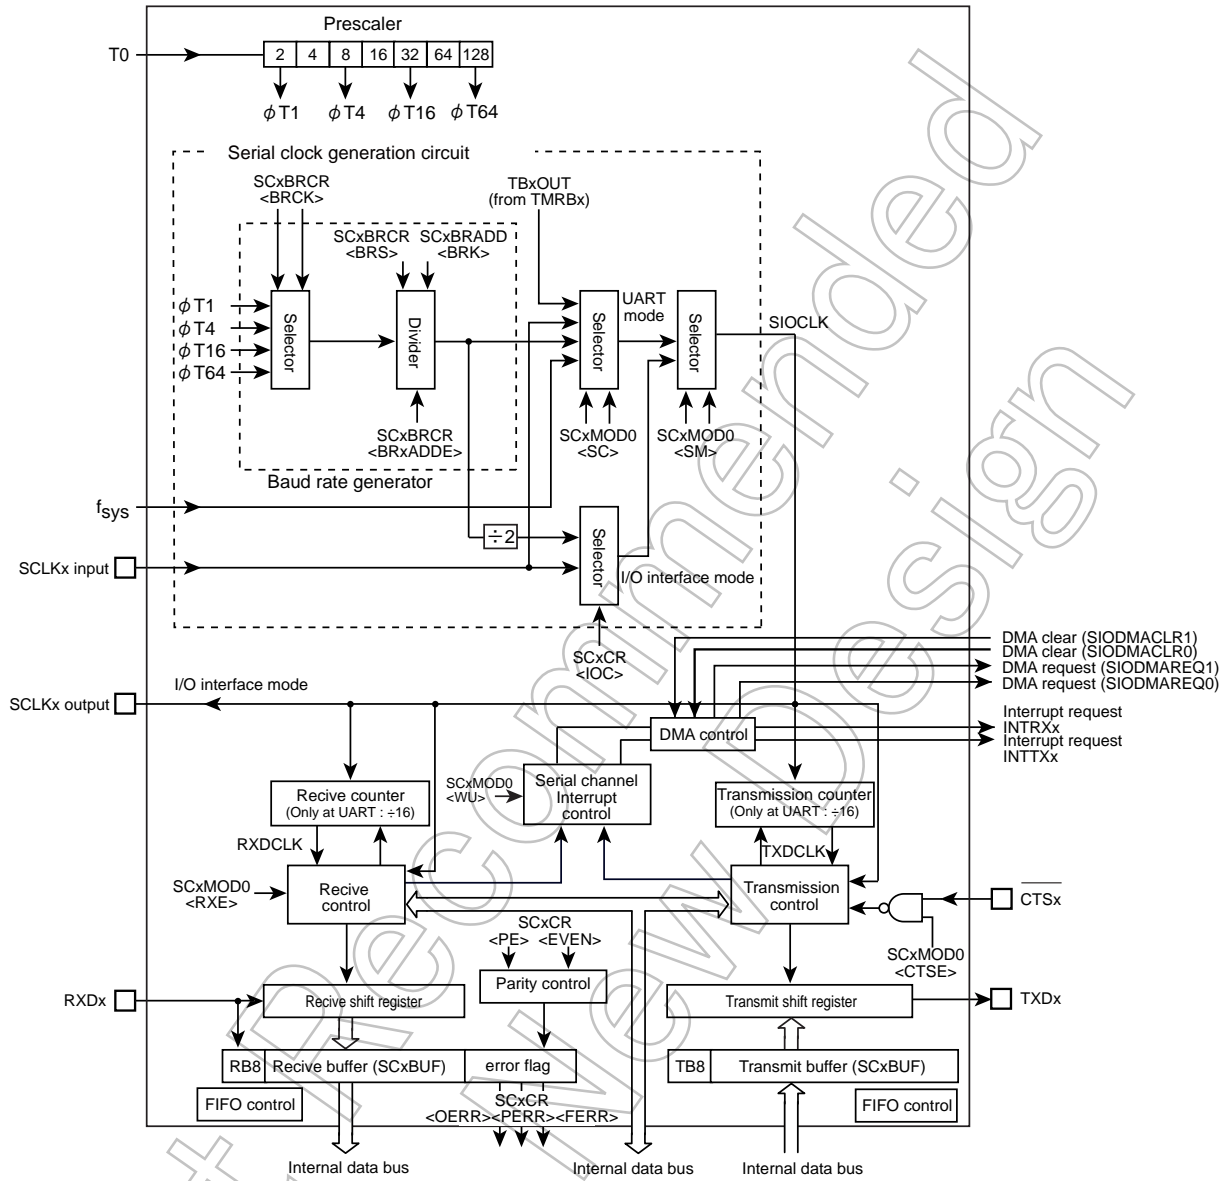 Prescaler
T0
2 4 8 16 32 64 128
ϕT1 ϕT4 ϕT16 ϕT64
Serial clock generation circuit
SCxBRCR
<BRCK>
TBxOUT
(from TMRBx)
SCxBRCR
<BRS>
SCxBRADD
<BRK>
ϕT1
ϕT4
ϕT16
ϕT64
Selector
Divider
Selector
UART
mode
Selector
SIOCLK
SCxBRCR
<BRxADDE>
SCxMOD0
<SC>
SCxMOD0
<SM>
Baud rate generator
fsys
÷2
Selector
SCLKx input
I/O interface mode
SCxCR
<IOC>
DMA clear (SIODMACLR1)
DMA clear (SIODMACLR0)
DMA request (SIODMAREQ1)
DMA request (SIODMAREQ0)
I/O interface mode
SCLKx output
Interrupt request
INTRXx
Interrupt request
INTTXx
DMA control
SCxMOD0
<WU>
Serial channel
Interrupt
control
Recive counter
(Only at UART : ÷16)
Transmission counter
(Only at UART : ÷16)
RXDCLK
TXDCLK
SCxMOD0
<RXE>
Recive
control
Transmission
control
CTSx
SCxMOD0
<CTSE>
SCxCR
<PE> <EVEN>
Parity control
RXDx
Recive shift register
Transmit shift register
TXDx
RB8 Recive buffer (SCxBUF) error flag
TB8 Transmit buffer (SCxBUF)
FIFO control
SCxCR
<OERR><PERR><FERR>
FIFO control
Internal data bus
Internal data bus
Internal data bus
Not Recommended
New Design